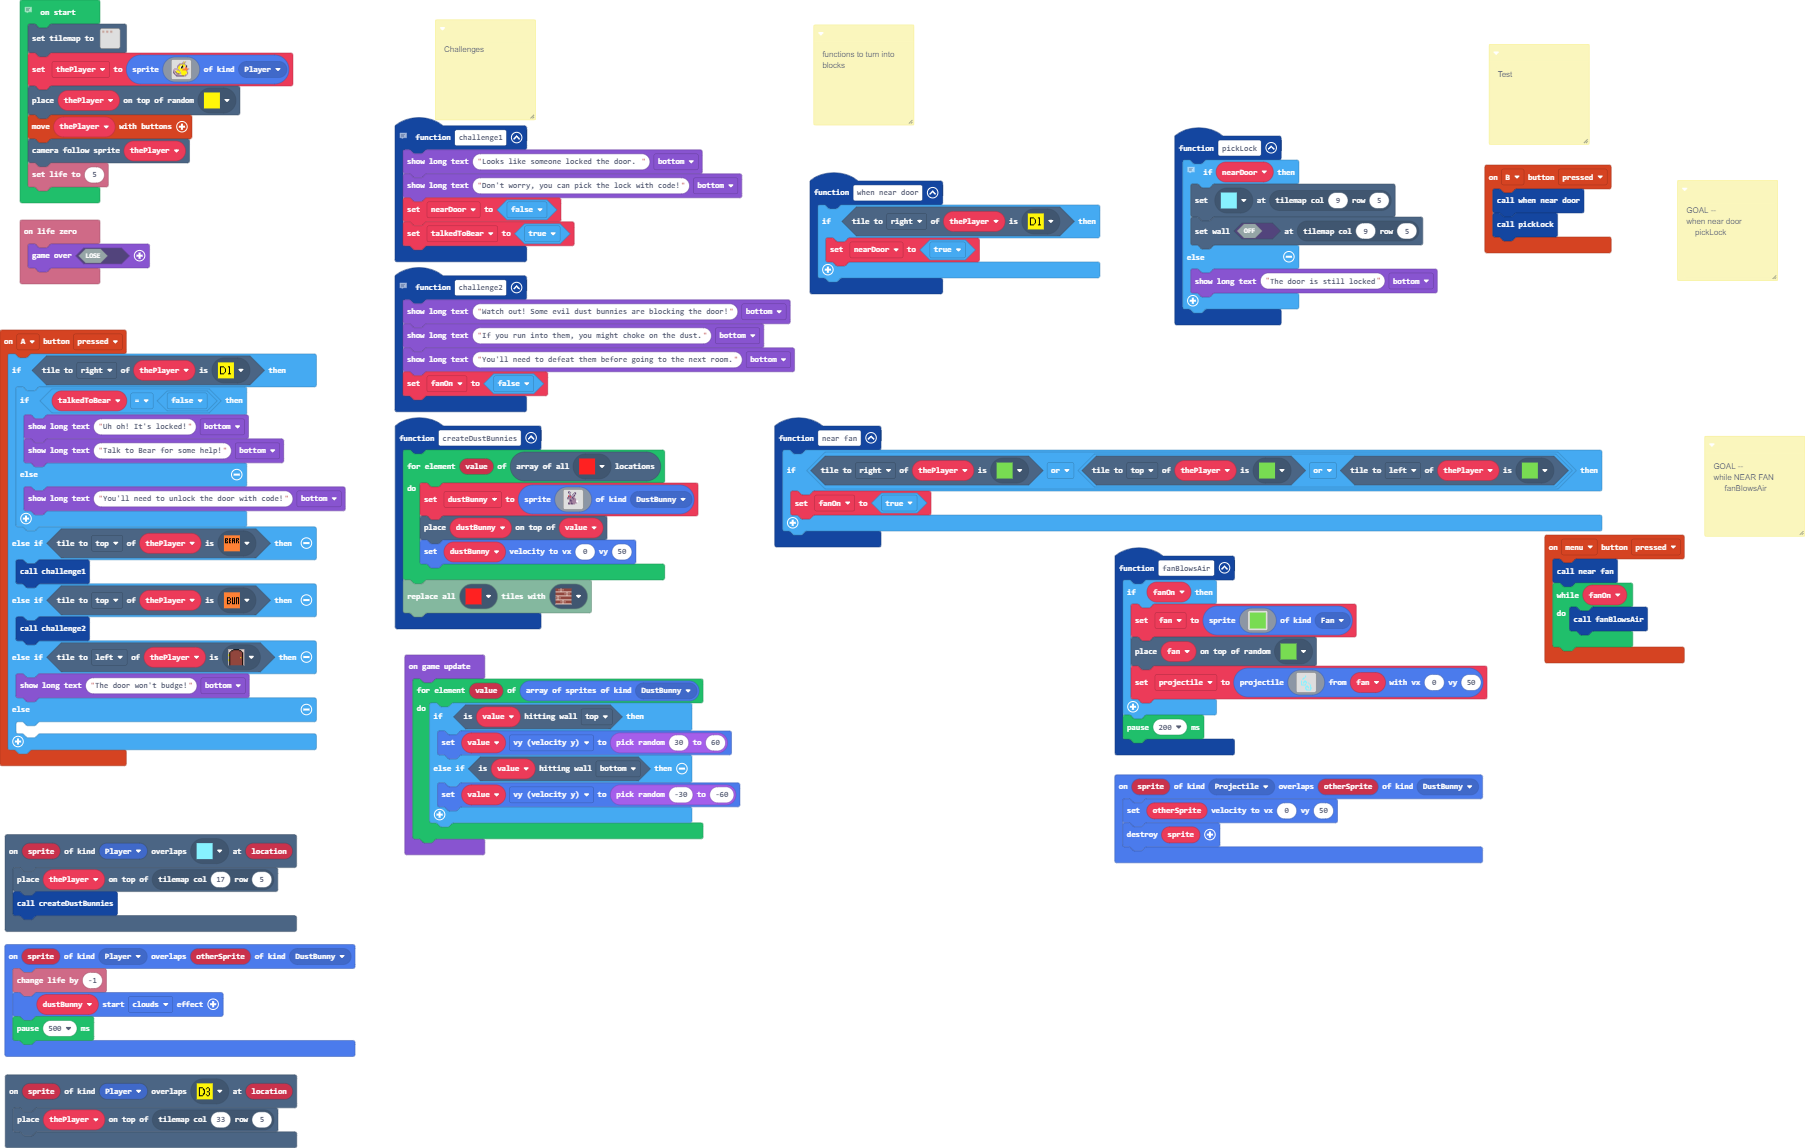 on start
set tilemap to
set thePlayer to sprite of kind Player
place thePlayer on top of random
move thePlayer with buttons
camera follow sprite thePlayer
set life to 5
on life zero
game over LOSE
on A button pressed
if tile to right of thePlayer is D1 then
if talkedToBear = false then
show long text "Uh oh! It's locked!" bottom
show long text "Talk to Bear for some help!" bottom
else
show long text "You'll need to unlock the door with code!" bottom
else if tile to top of thePlayer is BEAR then
call challenge1
else if tile to top of thePlayer is BUN then
call challenge2
else if tile to left of thePlayer is then
show long text "The door won't budge!" bottom
else
on sprite of kind Player overlaps at location
place thePlayer on top of tilemap col 17 row 5
call createDustBunnies
on sprite of kind Player overlaps otherSprite of kind DustBunny
change life by -1
dustBunny start clouds effect
pause 500 ms
on sprite of kind Player overlaps D3 at location
place thePlayer on top of tilemap col 33 row 5
Challenges
function challenge1
show long text "Looks like someone locked the door. " bottom
show long text "Don't worry, you can pick the lock with code!" bottom
set nearDoor to false
set talkedToBear to true
function challenge2
show long text "Watch out! Some evil dust bunnies are blocking the door!" bottom
show long text "If you run into them, you might choke on the dust." bottom
show long text "You'll need to defeat them before going to the next room." bottom
set fanOn to false
function createDustBunnies
for element value of array of all locations
do
set dustBunny to sprite of kind DustBunny
place dustBunny on top of value
set dustBunny velocity to vx 0 vy 50
replace all tiles with
on game update
for element value of array of sprites of kind DustBunny
do
if is value hitting wall top then
set value vy (velocity y) to pick random 30 to 60
else if is value hitting wall bottom then
set value vy (velocity y) to pick random -30 to -60
functions to turn into
blocks
function when near door
if tile to right of thePlayer is D1 then
set nearDoor to true
function near fan
if tile to right of thePlayer is or tile to top of thePlayer is or tile to left of thePlayer is then
set fanOn to true
function pickLock
if nearDoor then
set at tilemap col 9 row 5
set wall OFF at tilemap col 9 row 5
else
show long text "The door is still locked" bottom
function fanBlowsAir
if fanOn then
set fan to sprite of kind Fan
place fan on top of random
set projectile to projectile from fan with vx 0 vy 50
pause 200 ms
on sprite of kind Projectile overlaps otherSprite of kind DustBunny
set otherSprite velocity to vx 0 vy 50
destroy sprite
Test
on B button pressed
call when near door
call pickLock
GOAL --
when near door
pickLock
GOAL --
while NEAR FAN
fanBlowsAir
on menu button pressed
call near fan
while fanOn
do call fanBlowsAir